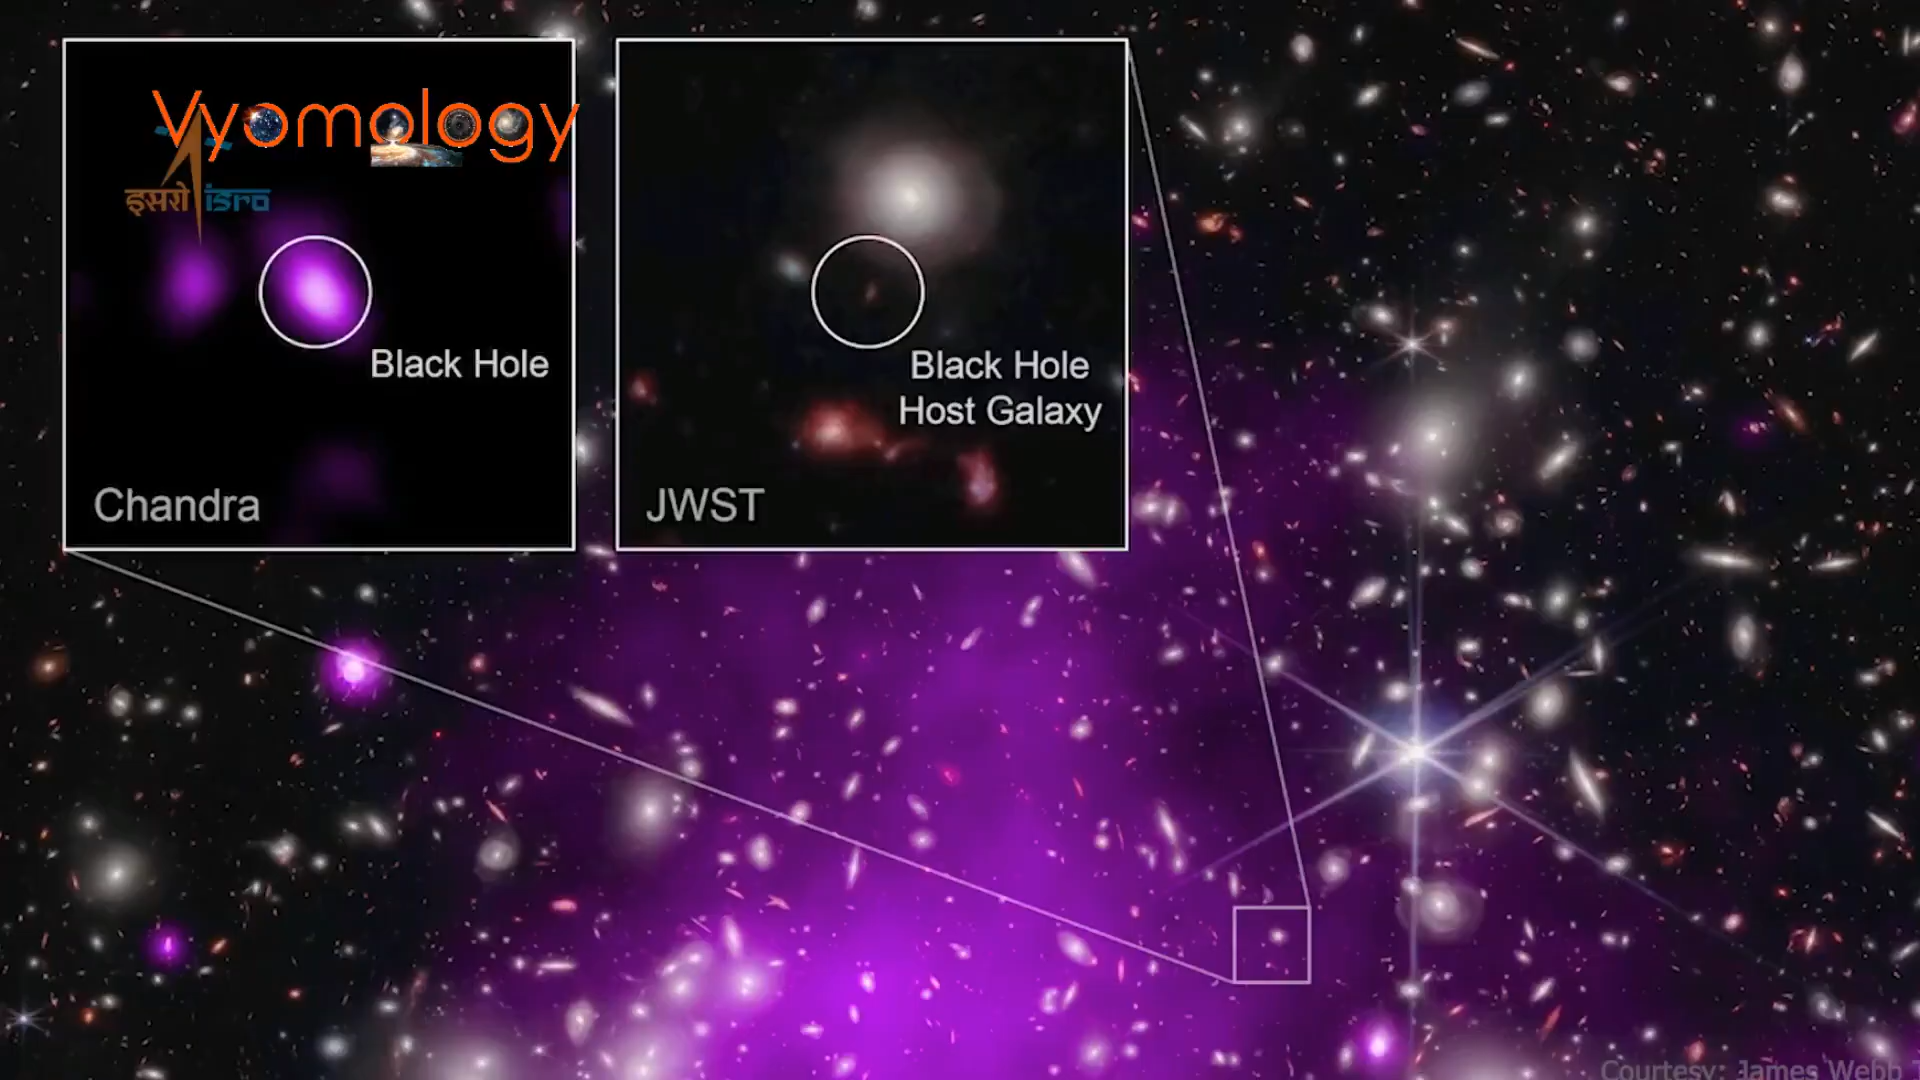 Vyomology
इसरो isro
Black Hole
Chandra
Black Hole
Host Galaxy
JWST
Courtesy: James Webb